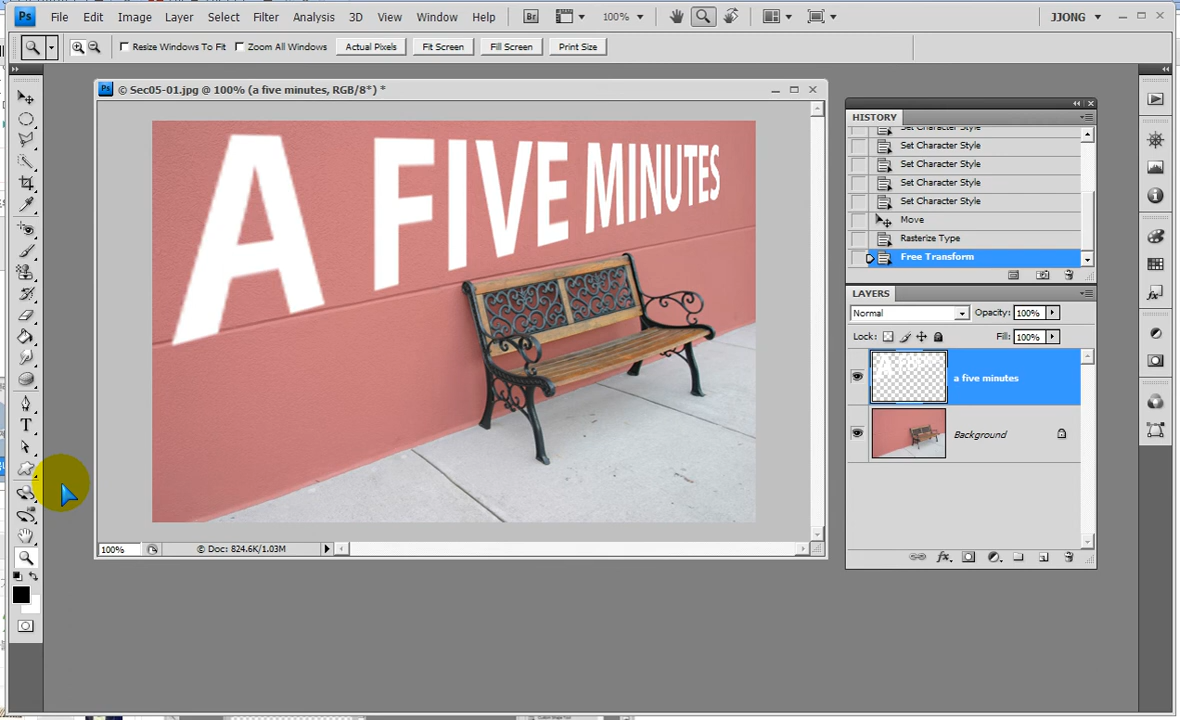 Ps File Edit Image Layer Select Filter Analysis 3D View Window Help Br 100% JJONG
Resize Windows To Fit Zoom All Windows Actual Pixels Fit Screen Fill Screen Print Size
Ps © Sec05-01.jpg @ 100% (a five minutes, RGB/8*) *
A FIVE MINUTES
100% © Doc: 824.6K/1.03M
HISTORY
Set Character Style
Set Character Style
Set Character Style
Set Character Style
Set Character Style
Move
Rasterize Type
Free Transform
LAYERS
Normal Opacity: 100%
Lock: Fill: 100%
a five minutes
Background
fx